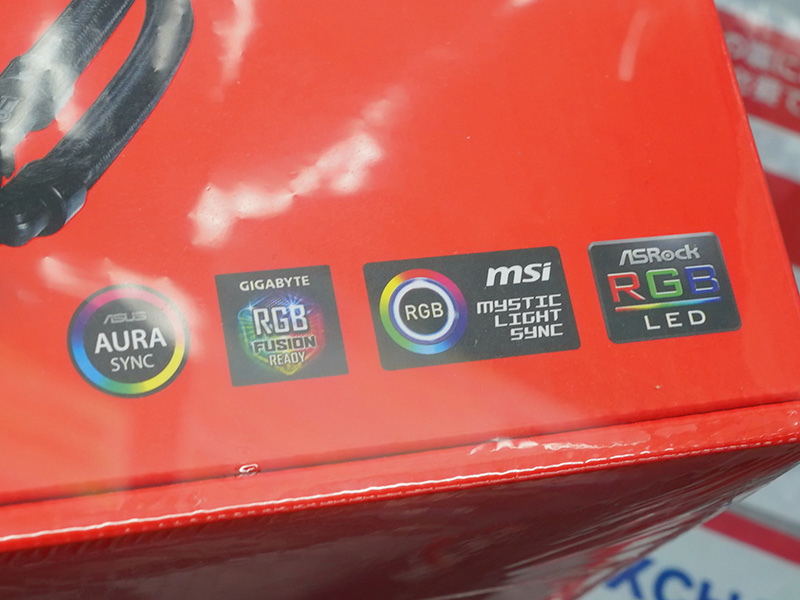 ASUS
AURA
SYNC
GIGABYTE
RGB
FUSION
READY
RGB
msi
MYSTIC
LIGHT
SYNC
ASRock
RGB
LED